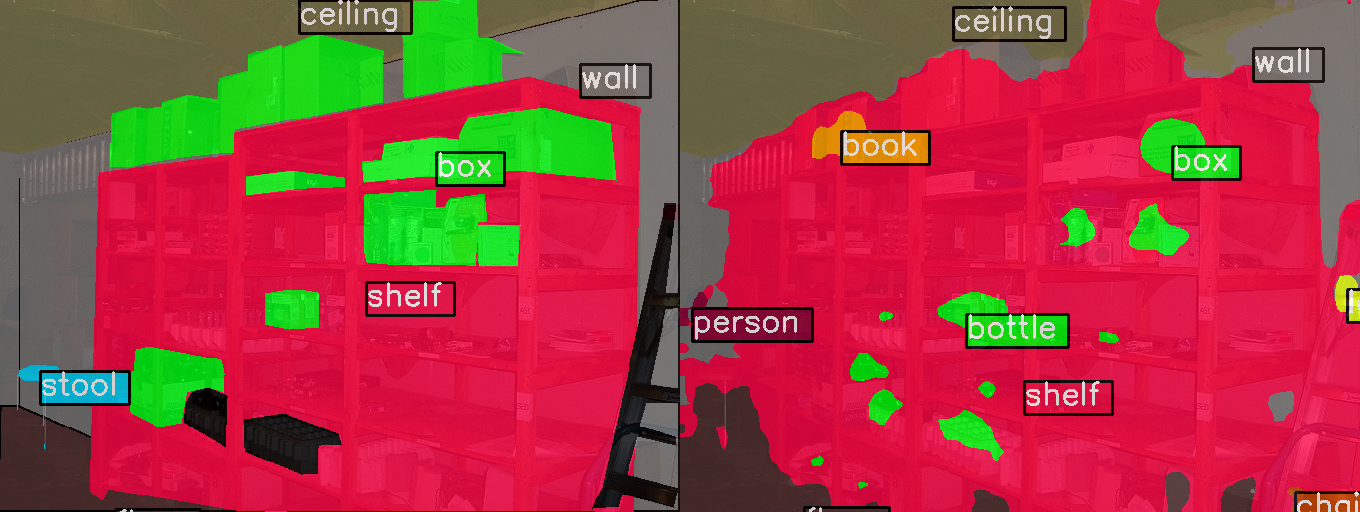 ceiling
wall
box
shelf
stool
ceiling
wall
book
box
person
bottle
shelf